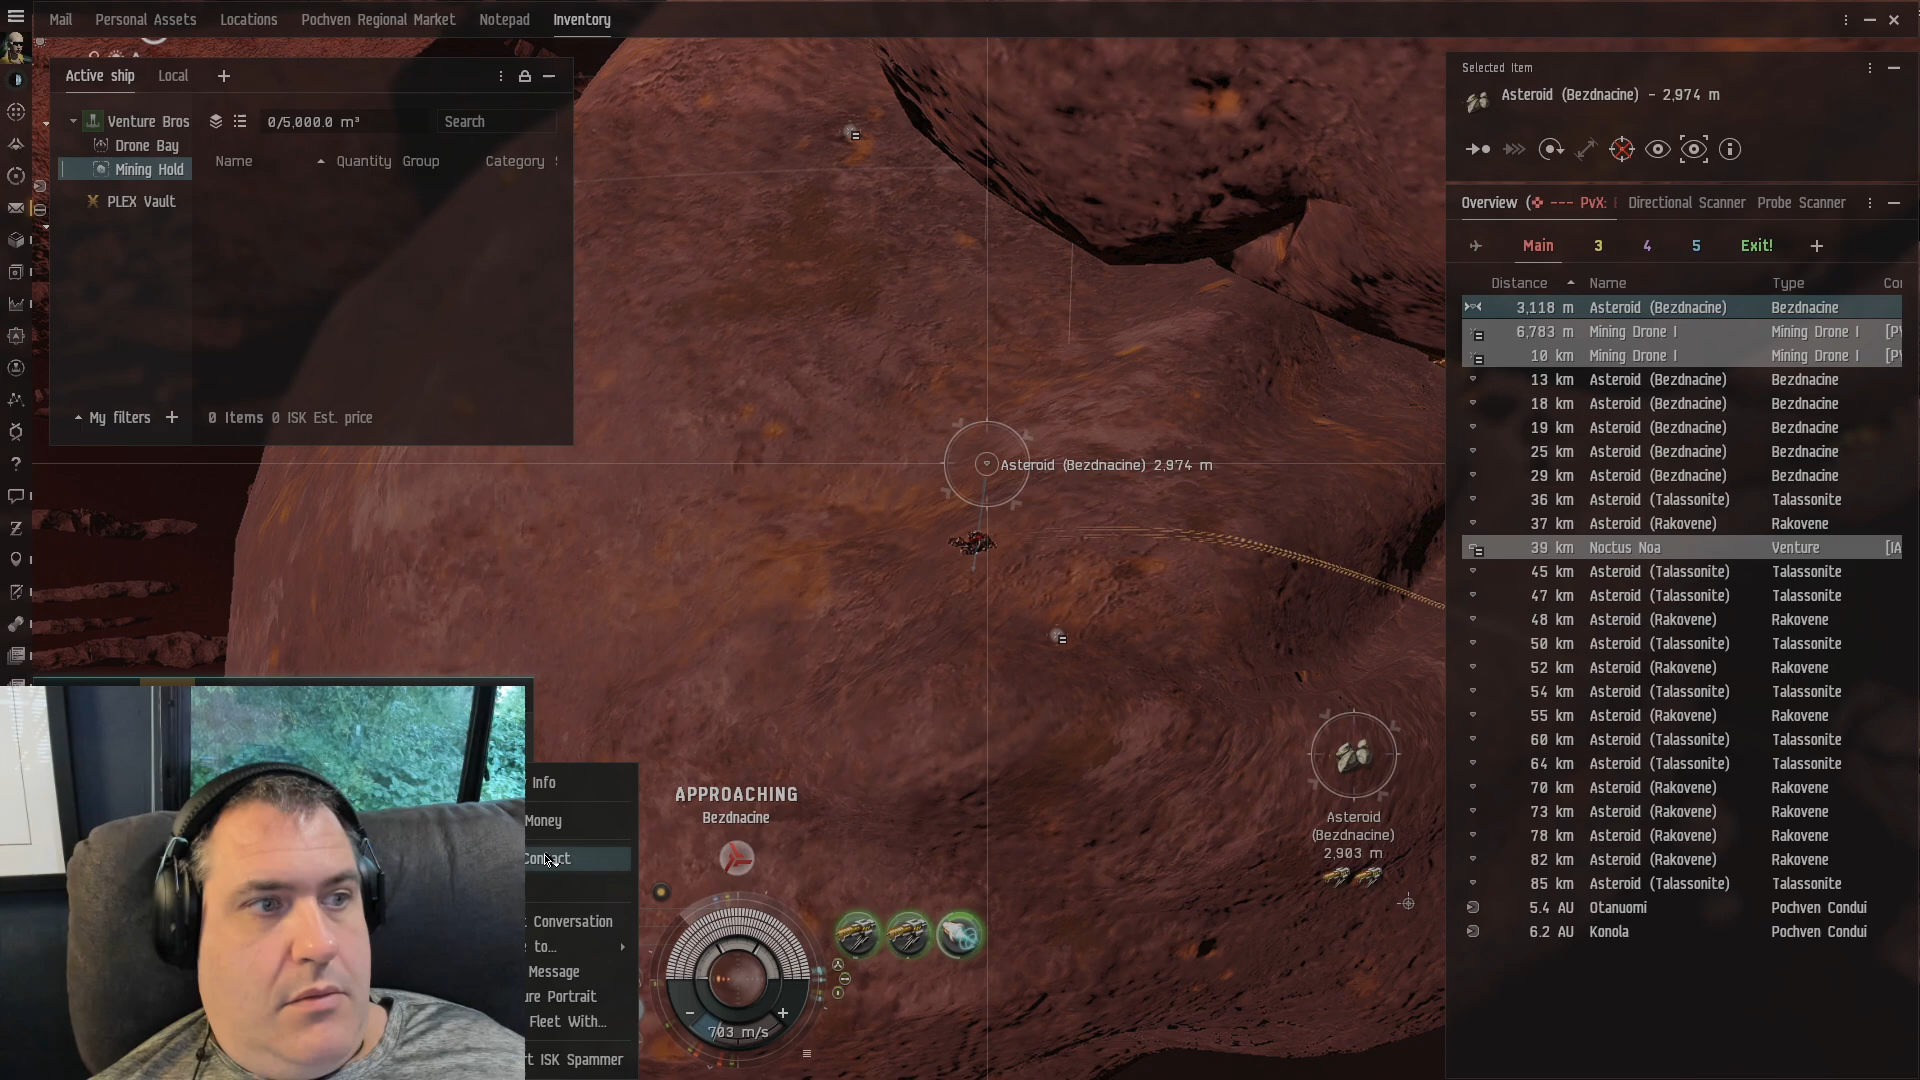 Mail Personal Assets Locations Pochven Regional Market Notepad Inventory
Active ship Local
Venture Bros
Drone Bay
Mining Hold
PLEX Vault
0/5,000.0 m³ Search
Name Quantity Group Category
My filters 0 Items 0 ISK Est. price
Asteroid (Bezdnacine) 2,974 m
Info
Money
Contact
Conversation
to...
Message
Portrait
Fleet With...
ISK Spammer
APPROACHING
Bezdnacine
703 m/s
Asteroid
(Bezdnacine)
2,903 m
Selected Item
Asteroid (Bezdnacine) - 2,974 m
Overview ( --- PvX: Directional Scanner Probe Scanner
Main 3 4 5 Exit!
Distance Name Type
3,118 m Asteroid (Bezdnacine) Bezdnacine
6,783 m Mining Drone I Mining Drone I
10 km Mining Drone I Mining Drone I
13 km Asteroid (Bezdnacine) Bezdnacine
18 km Asteroid (Bezdnacine) Bezdnacine
19 km Asteroid (Bezdnacine) Bezdnacine
25 km Asteroid (Bezdnacine) Bezdnacine
29 km Asteroid (Bezdnacine) Bezdnacine
36 km Asteroid (Talassonite) Talassonite
37 km Asteroid (Rakovene) Rakovene
39 km Noctus Noa Venture [IA
45 km Asteroid (Talassonite) Talassonite
47 km Asteroid (Talassonite) Talassonite
48 km Asteroid (Rakovene) Rakovene
50 km Asteroid (Talassonite) Talassonite
52 km Asteroid (Rakovene) Rakovene
54 km Asteroid (Talassonite) Talassonite
55 km Asteroid (Rakovene) Rakovene
60 km Asteroid (Talassonite) Talassonite
64 km Asteroid (Talassonite) Talassonite
70 km Asteroid (Rakovene) Rakovene
73 km Asteroid (Rakovene) Rakovene
78 km Asteroid (Rakovene) Rakovene
82 km Asteroid (Rakovene) Rakovene
85 km Asteroid (Talassonite) Talassonite
5.4 AU Otanuomi Pochven Condui
6.2 AU Konola Pochven Condui